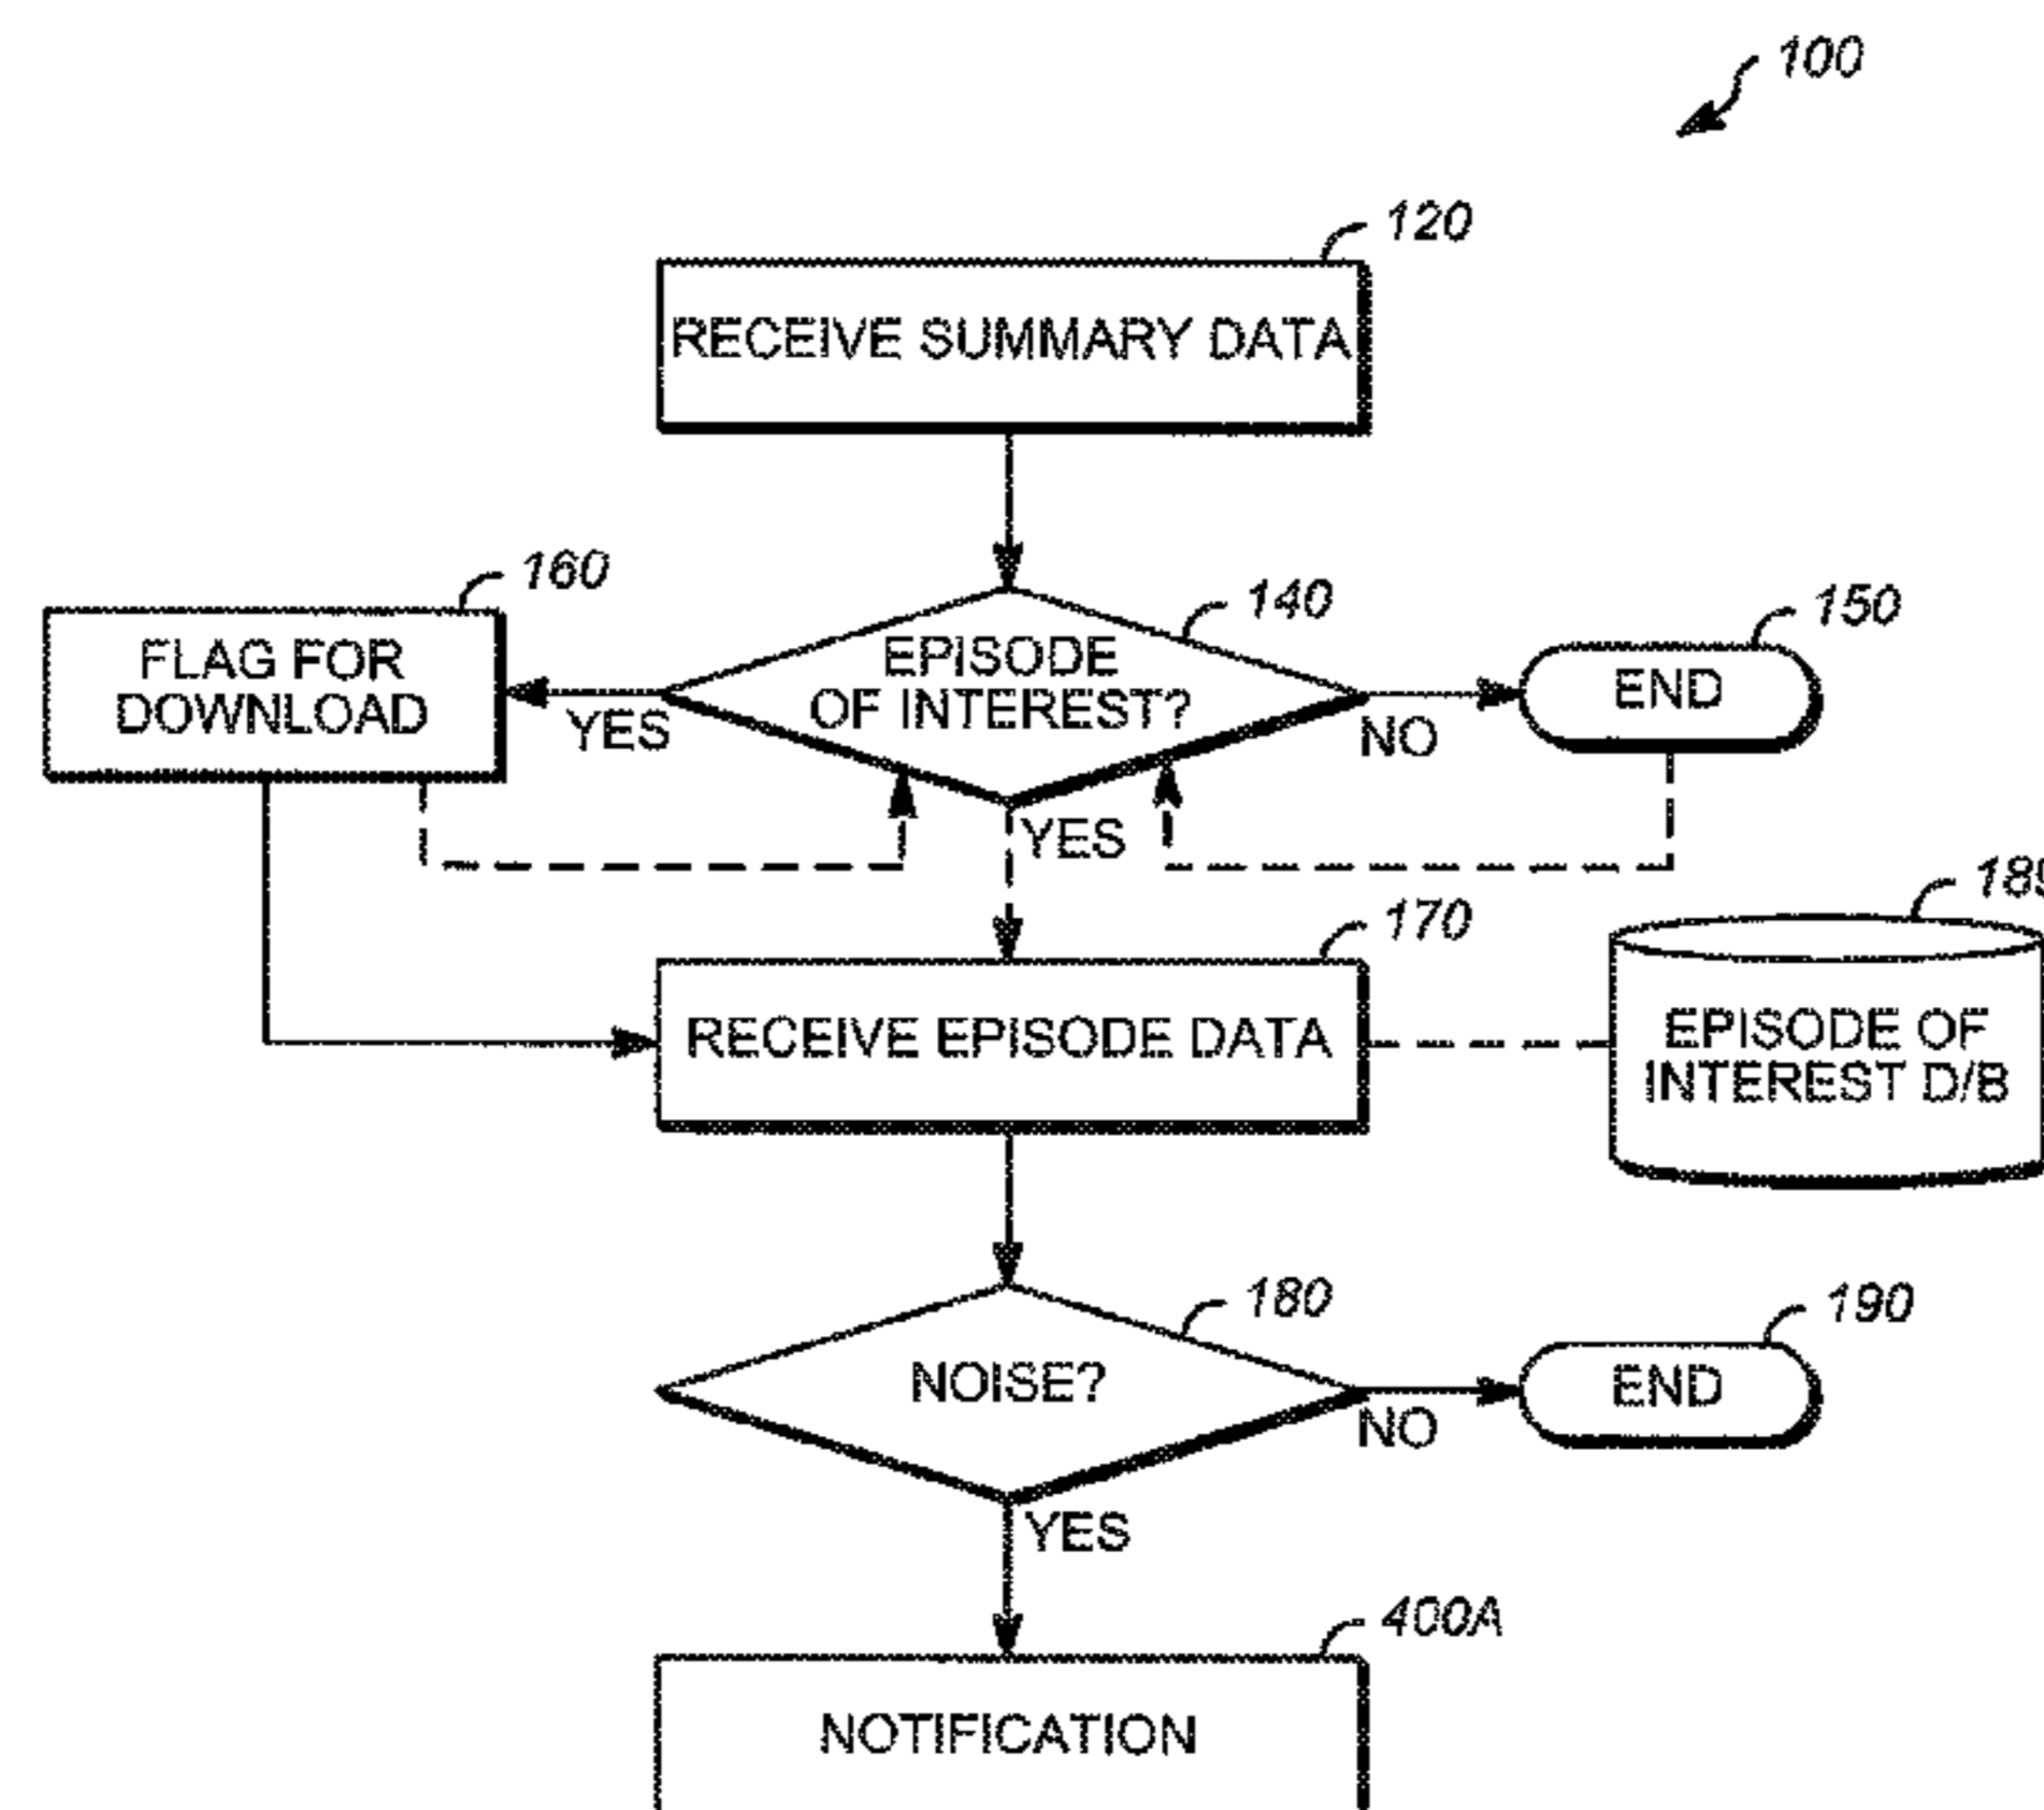 100
120
RECEIVE SUMMARY DATA
160
140
150
FLAG FOR
DOWNLOAD
EPISODE
OF INTEREST?
END
YES
NO
YES
189
170
RECEIVE EPISODE DATA
EPISODE OF
INTEREST D/B
180
190
NOISE?
END
NO
YES
400A
NOTIFICATION